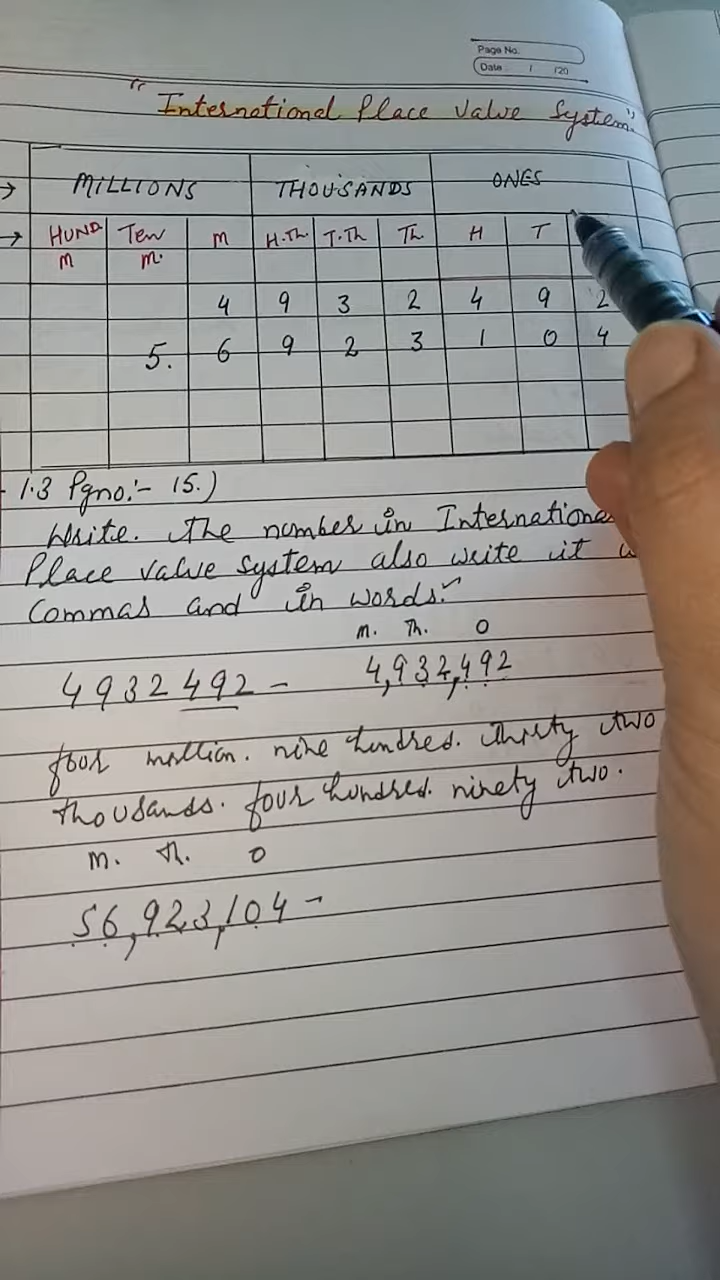 Page No.
Date / /20
"International Place Value System"
→ MILLIONS THOUSANDS ONES
→ HUND M Ten m. M H.Th T.Th Th H T
4 9 3 2 4 9 2
5. 6 9 2 3 1 0 4
1.3 Pgno:- 15.)
Write. The number in International
Place value system also write it
Commas and in words.
M. Th. O
4932492 - 4,932,492
four million. nine hundred. thirty two
thousands. four hundred. ninety two.
M. Th. O
56,923,104 -